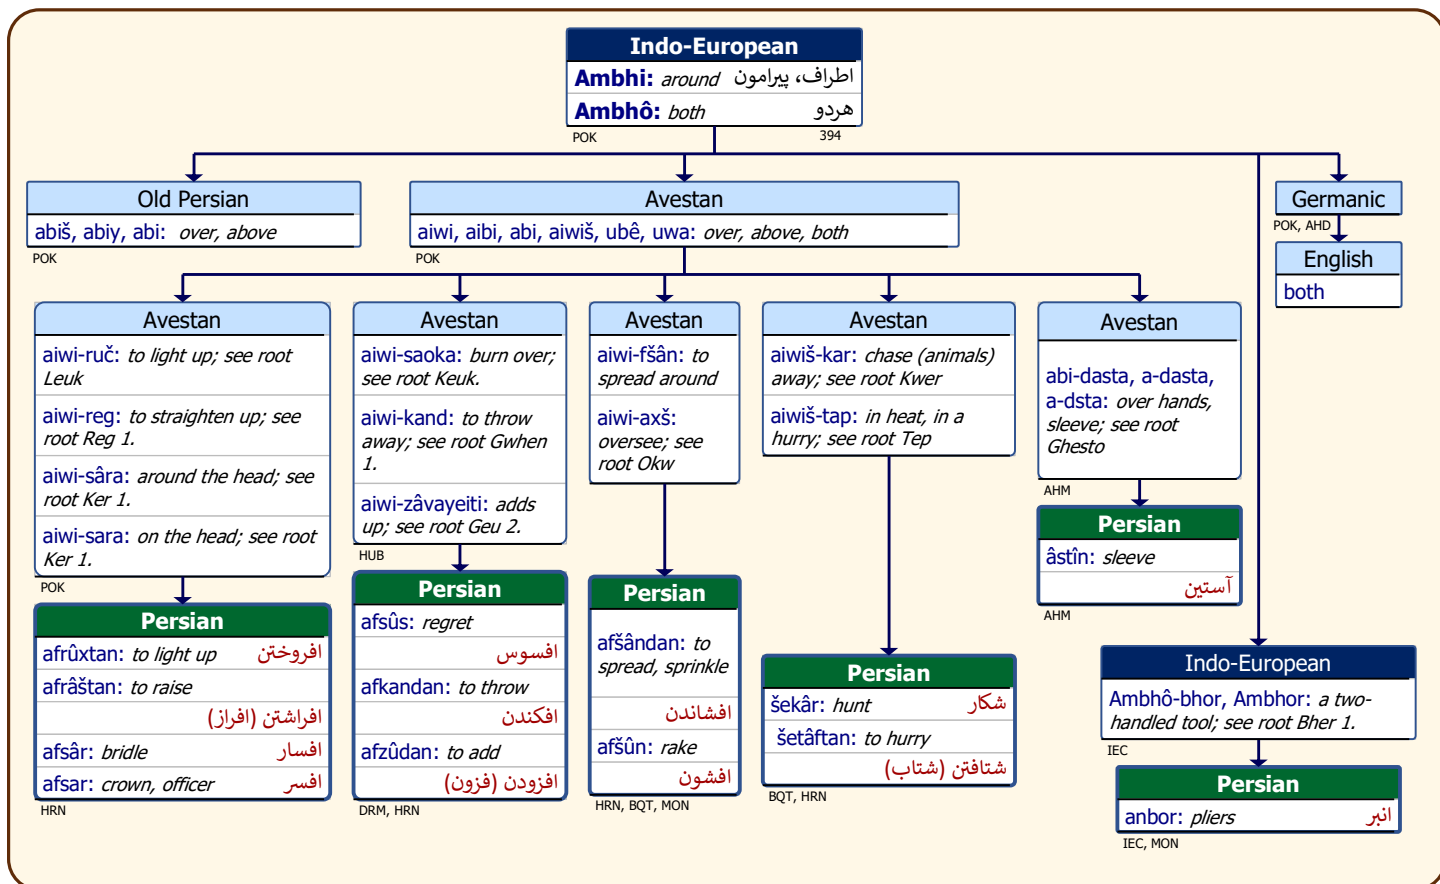 Indo-European
Ambhi: around اطراف، پیرامون
Ambhô: both هردو
POK 394
Old Persian
abiš, abiy, abi: over, above
POK
Avestan
aiwi, aibi, abi, aiwiš, ubê, uwa: over, above, both
POK
Germanic
POK, AHD
English
both
Avestan
aiwi-ruč: to light up; see root
Leuk
aiwi-reg: to straighten up; see
root Reg 1.
aiwi-sâra: around the head; see
root Ker 1.
aiwi-sara: on the head; see root
Ker 1.
POK
Persian
afrûxtan: to light up افروختن
afrâštan: to raise
افراشتن (افراز)
afsâr: bridle افسار
afsar: crown, officer افسر
HRN
Avestan
aiwi-saoka: burn over;
see root Keuk.
aiwi-kand: to throw
away; see root Gwhen
1.
aiwi-zâvayeiti: adds
up; see root Geu 2.
HUB
Persian
afsûs: regret
افسوس
afkandan: to throw
افکندن
afzûdan: to add
افزودن (فزون)
DRM, HRN
Avestan
aiwi-fšân: to
spread around
aiwi-axš:
oversee; see
root Okw
Persian
afšândan: to
spread, sprinkle
افشاندن
afšûn: rake
افشون
HRN, BQT, MON
Avestan
aiwiš-kar: chase (animals)
away; see root Kwer
aiwiš-tap: in heat, in a
hurry; see root Tep
Persian
šekâr: hunt شکار
šetâftan: to hurry
شتافتن (شتاب)
BQT, HRN
Avestan
abi-dasta, a-dasta,
a-dsta: over hands,
sleeve; see root
Ghesto
AHM
Persian
âstîn: sleeve
آستین
AHM
Indo-European
Ambhô-bhor, Ambhor: a two-
handled tool; see root Bher 1.
IEC
Persian
anbor: pliers انبر
IEC, MON